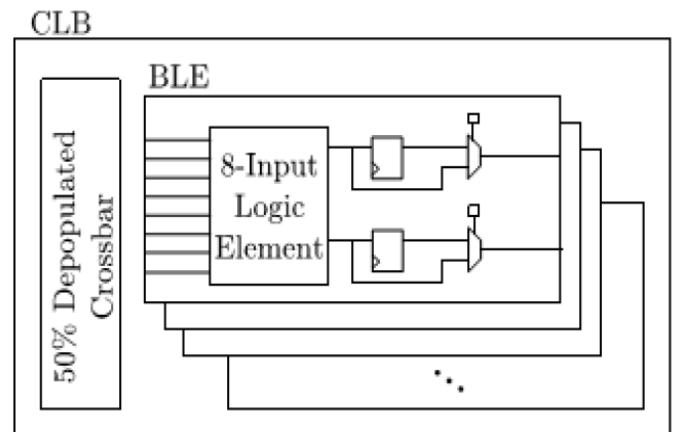 CLB
BLE
50% Depopulated
Crossbar
8-Input
Logic
Element